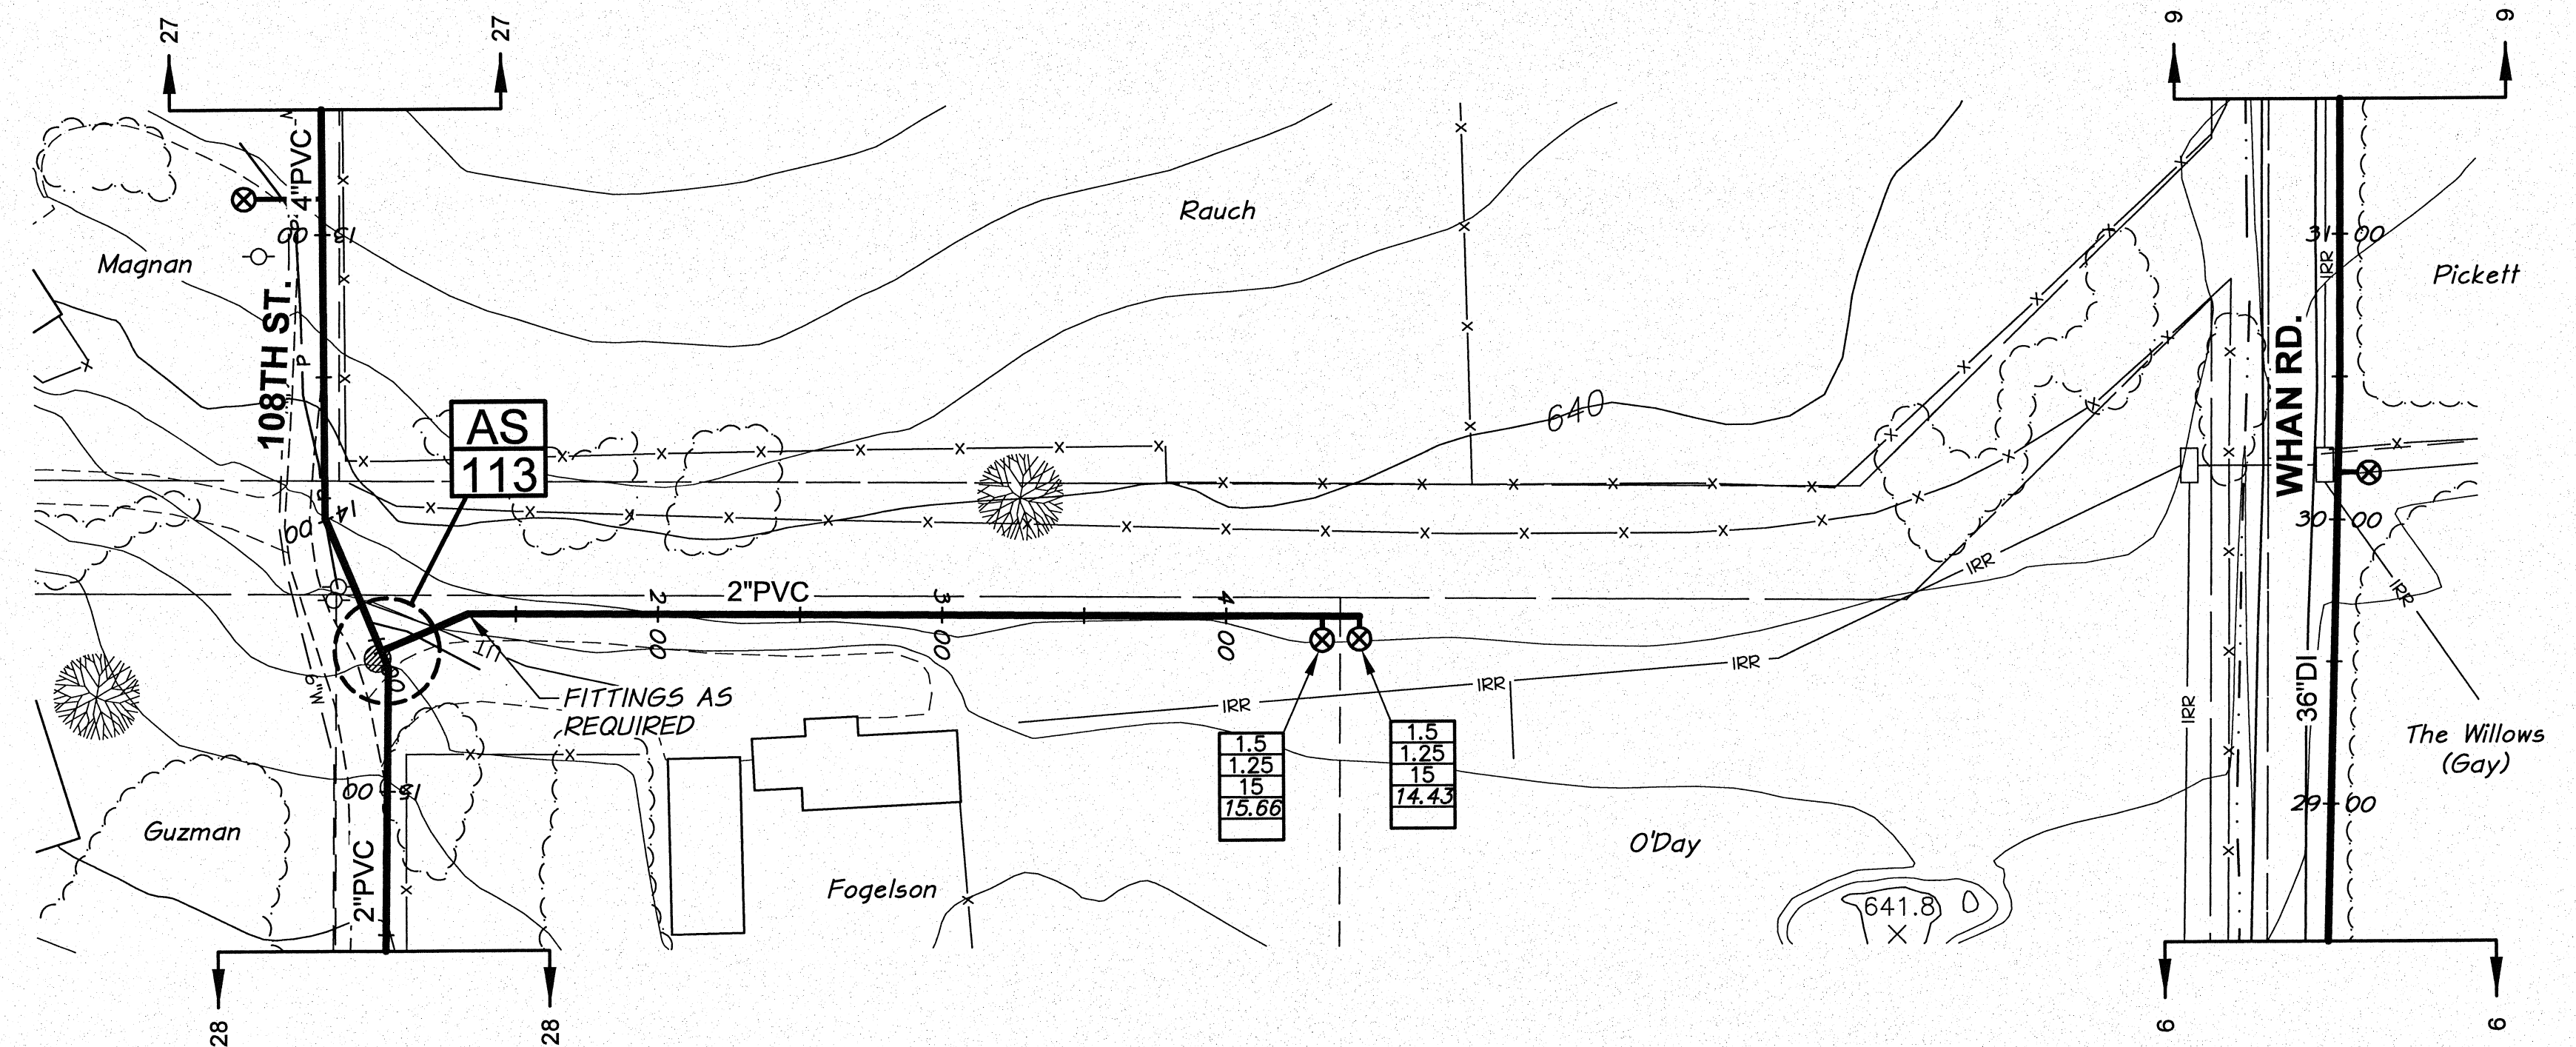 27
27
9
9
4"PVC
P
00
13
Magnan
108TH ST.
P
Rauch
31
00
IRR
Pickett
WHAN RD.
640
AS
113
14
00
30
00
IRR
IRR
2"PVC
2
00
3
00
4
00
FITTINGS AS
REQUIRED
IRR
IRR
IRR
IRR
36"DI
The Willows
(Gay)
1.5
1.25
15
15.66
1.5
1.25
15
14.43
00
15
29
00
Guzman
2"PVC
Fogelson
O'Day
641.8
28
28
6
6